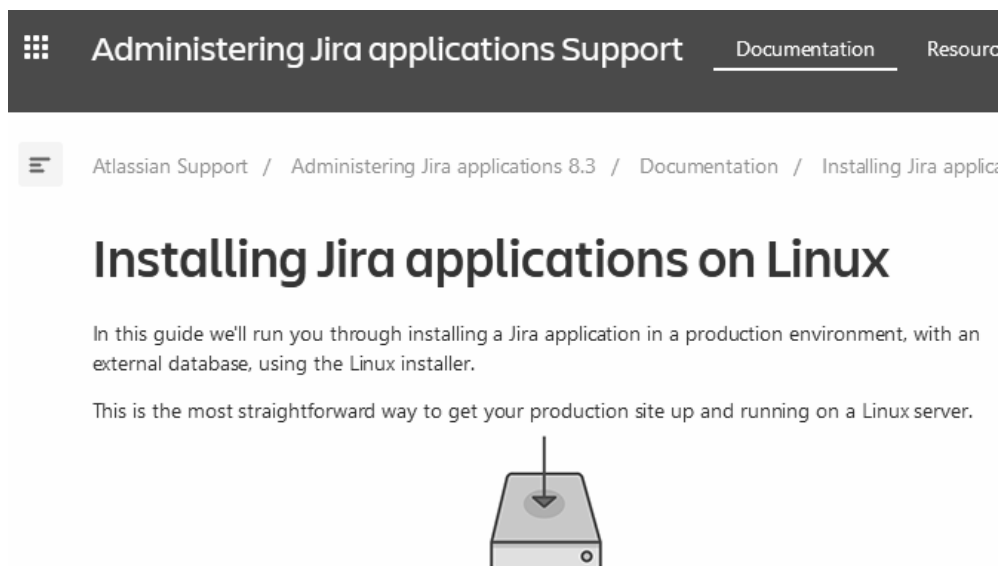 Administering Jira applications Support Documentation
Atlassian Support / Administering Jira applications 8.3 / Documentation / Installing Jira
Installing Jira applications on Linux
In this guide we'll run you through installing a Jira application in a production environment, with an
external database, using the Linux installer.
This is the most straightforward way to get your production site up and running on a Linux server.